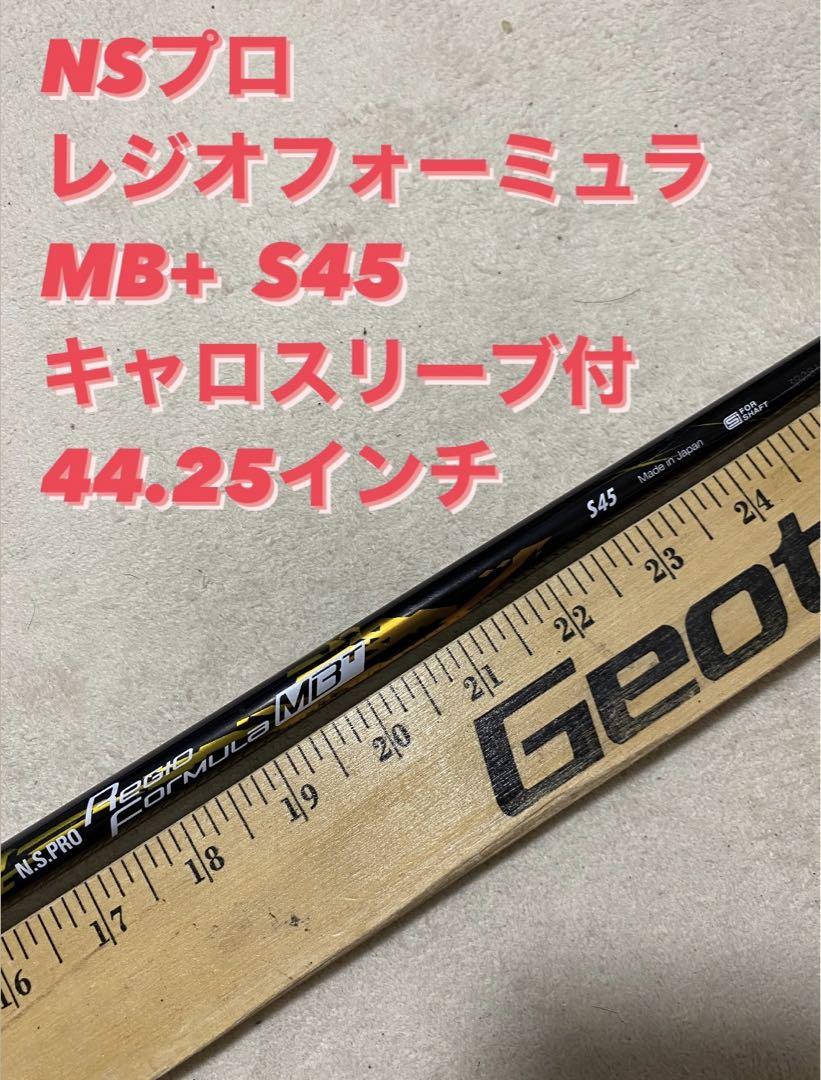 NSプロ
レジオフォーミュラ
MB+ S45
キャロスリーブ付
44.25インチ
N.S.PRO
Regio
Formula
MB+
S45
Made in Japan
FOR
SHAFT
16
17
18
19
20
21
22
23
24
Geot